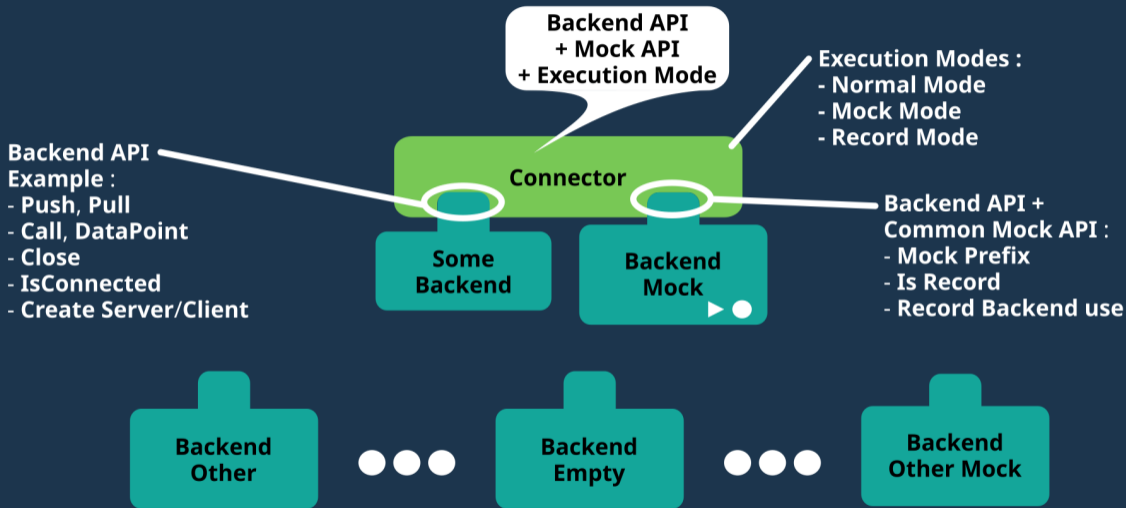 Backend API
+ Mock API
+ Execution Mode
Execution Modes :
- Normal Mode
- Mock Mode
- Record Mode
Backend API
Example :
- Push, Pull
- Call, DataPoint
- Close
- IsConnected
- Create Server/Client
Connector
Backend API +
Common Mock API :
- Mock Prefix
- Is Record
- Record Backend use
Some
Backend
Backend
Mock
Backend
Other
Backend
Empty
Backend
Other Mock